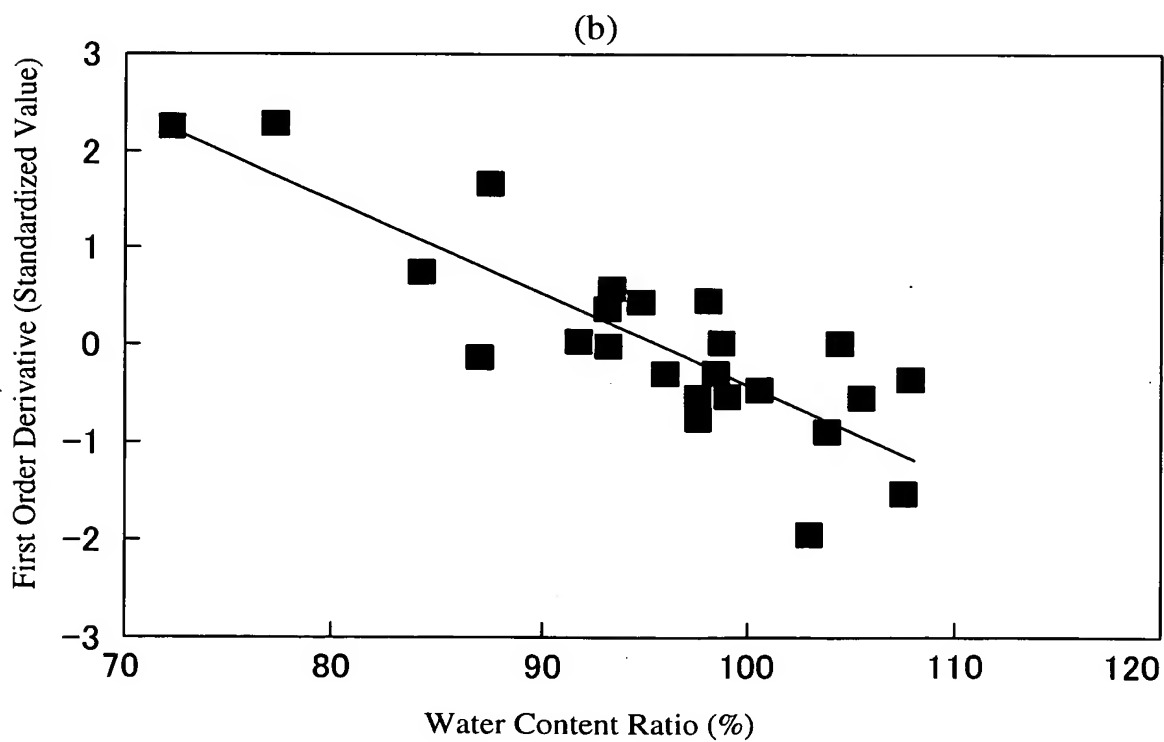 (b)
First Order Derivative (Standardized Value)
3
2
1
0
−1
−2
−3
70 80 90 100 110 120
Water Content Ratio (%)